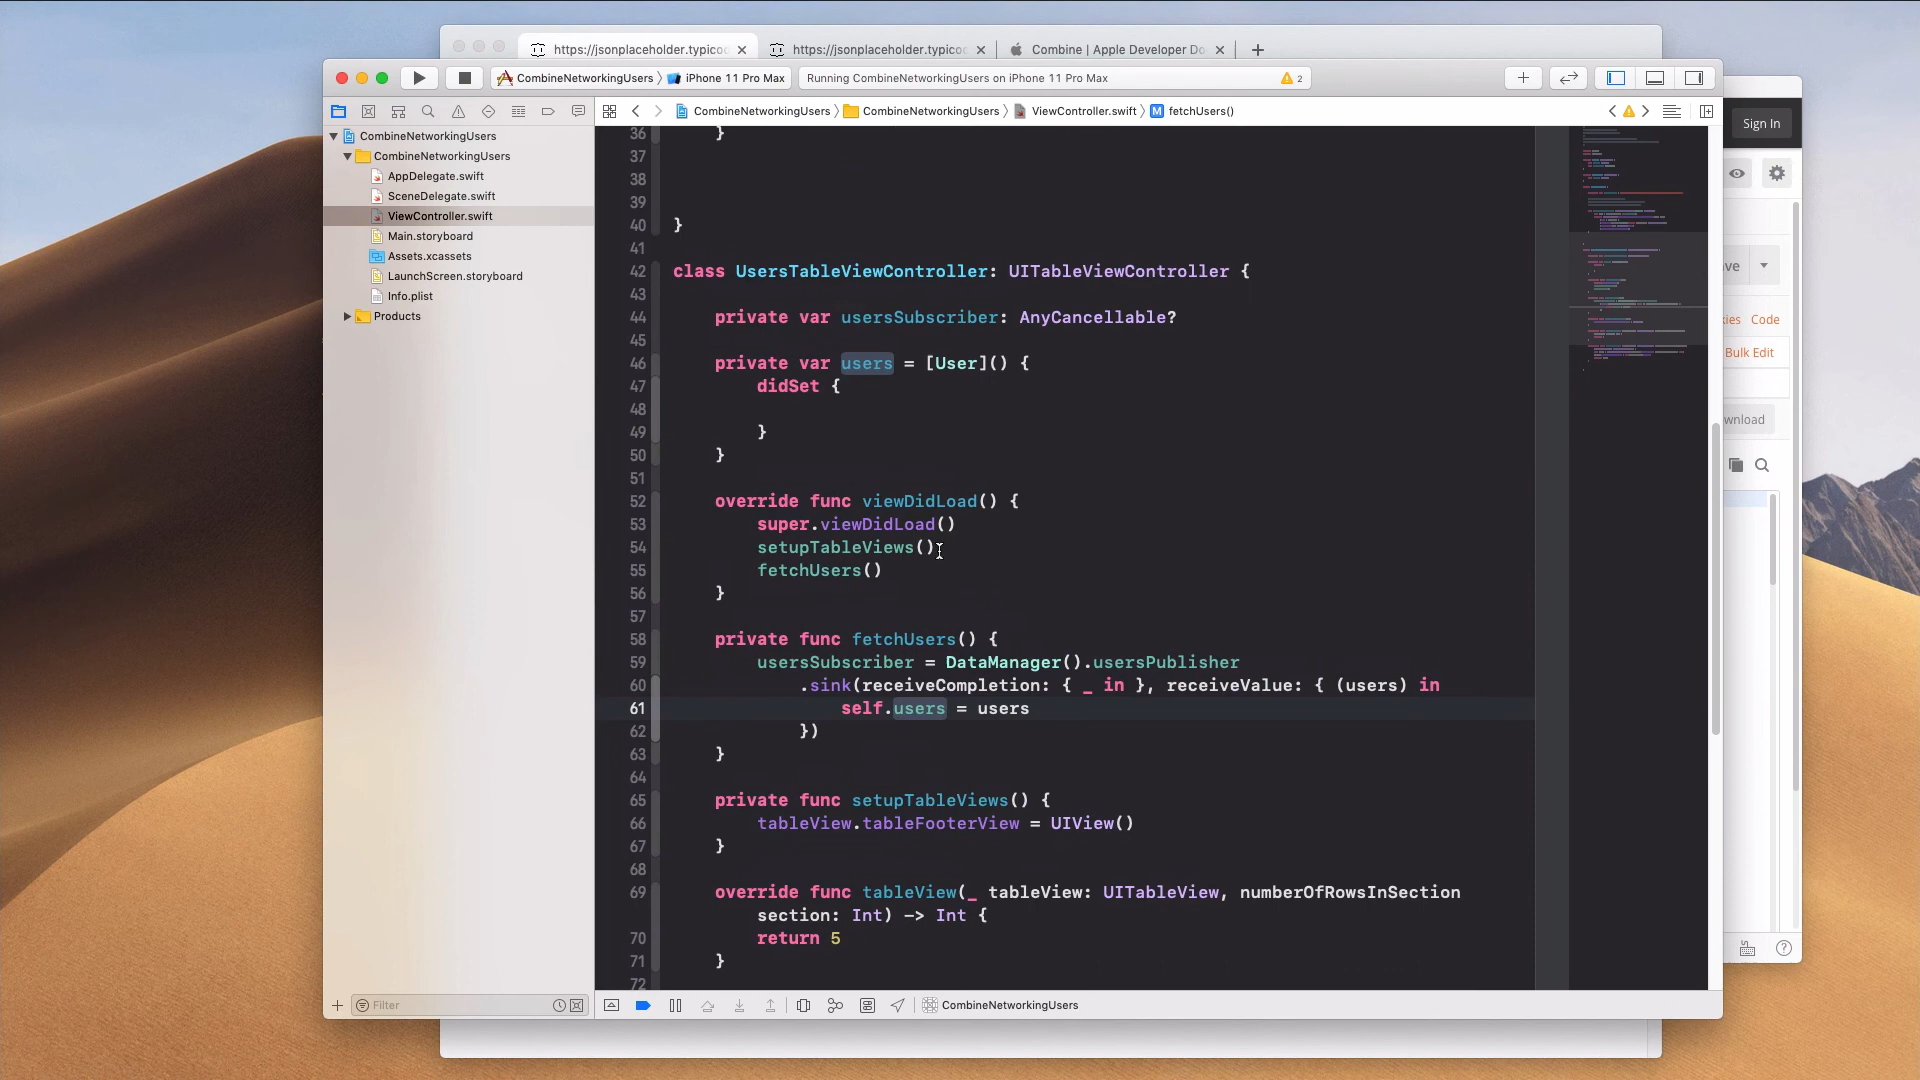 https://jsonplaceholder.typicoc
https://jsonplaceholder.typicoc
Combine | Apple Developer Do
CombineNetworkingUsers
iPhone 11 Pro Max
Running CombineNetworkingUsers on iPhone 11 Pro Max
2
Sign In
CombineNetworkingUsers
CombineNetworkingUsers
ViewController.swift
M
fetchUsers()
CombineNetworkingUsers
CombineNetworkingUsers
AppDelegate.swift
SceneDelegate.swift
ViewController.swift
Main.storyboard
Assets.xcassets
LaunchScreen.storyboard
Info.plist
Products
Filter
36 }
37
38
39
40 }
41
42 class UsersTableViewController: UITableViewController {
43
44 private var usersSubscriber: AnyCancellable?
45
46 private var users = [User]() {
47 didSet {
48
49 }
50 }
51
52 override func viewDidLoad() {
53 super.viewDidLoad()
54 setupTableViews()
55 fetchUsers()
56 }
57
58 private func fetchUsers() {
59 usersSubscriber = DataManager().usersPublisher
60 .sink(receiveCompletion: { _ in }, receiveValue: { (users) in
61 self.users = users
62 })
63 }
64
65 private func setupTableViews() {
66 tableView.tableFooterView = UIView()
67 }
68
69 override func tableView(_ tableView: UITableView, numberOfRowsInSection
section: Int) -> Int {
70 return 5
71 }
72
CombineNetworkingUsers
ve
ies Code
Bulk Edit
wnload